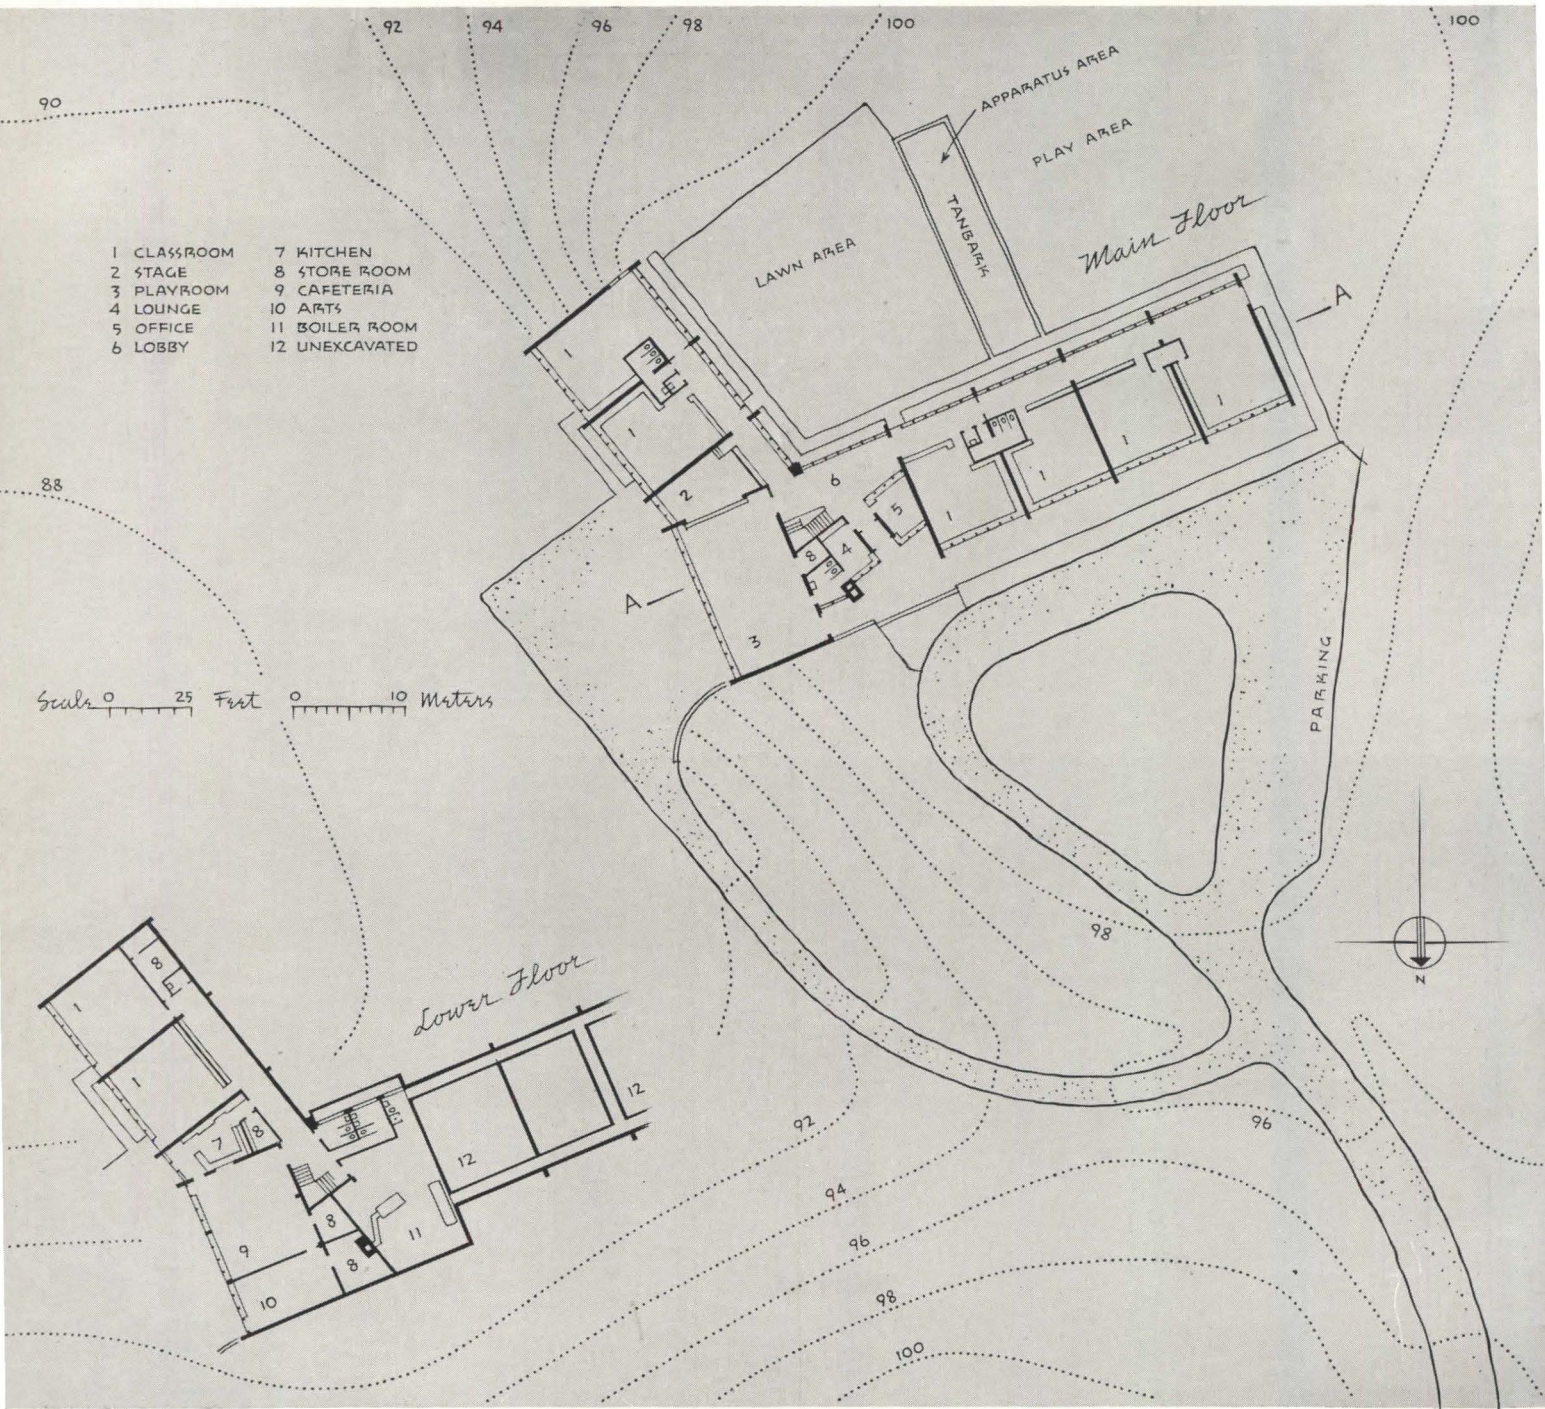 92
94
96
98
100
100
90
APPARATUS AREA
PLAY AREA
TANBARK
LAWN AREA
Main Floor
1 CLASSROOM
2 STAGE
3 PLAYROOM
4 LOUNGE
5 OFFICE
6 LOBBY
7 KITCHEN
8 STORE ROOM
9 CAFETERIA
10 ARTS
11 BOILER ROOM
12 UNEXCAVATED
A
1
1
2
6
5
4
8
3
1
1
1
1
A
88
Scale 0 25 Feet 0 10 Meters
PARKING
98
N
Lower Floor
8
1
1
7
8
12
12
8
11
9
8
10
92
94
96
98
100
96